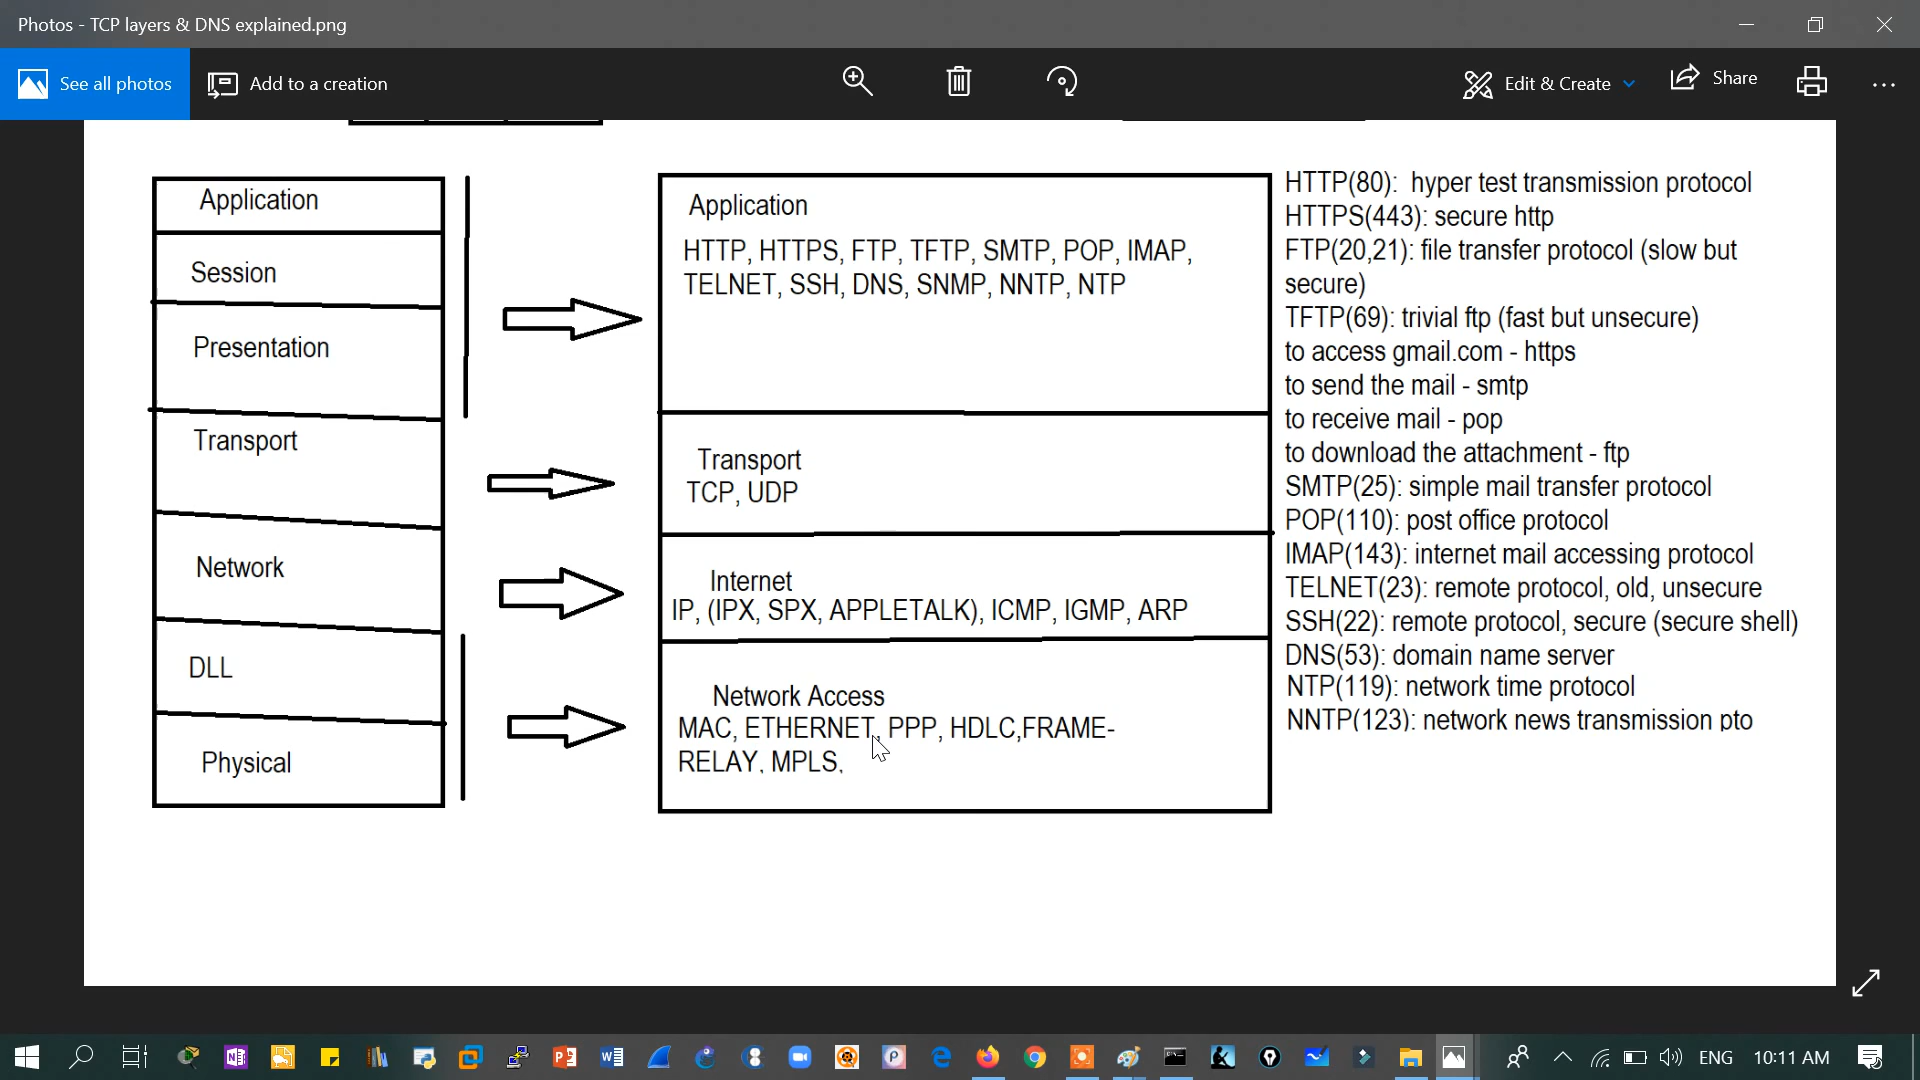 Photos - TCP layers & DNS explained.png
See all photos
Add to a creation
Edit & Create
Share
Application
Session
Presentation
Transport
Network
DLL
Physical
Application
HTTP, HTTPS, FTP, TFTP, SMTP, POP, IMAP,
TELNET, SSH, DNS, SNMP, NNTP, NTP
Transport
TCP, UDP
Internet
IP, (IPX, SPX, APPLETALK), ICMP, IGMP, ARP
Network Access
MAC, ETHERNET, PPP, HDLC,FRAME-
RELAY, MPLS,
HTTP(80): hyper test transmission protocol
HTTPS(443): secure http
FTP(20,21): file transfer protocol (slow but
secure)
TFTP(69): trivial ftp (fast but unsecure)
to access gmail.com - https
to send the mail - smtp
to receive mail - pop
to download the attachment - ftp
SMTP(25): simple mail transfer protocol
POP(110): post office protocol
IMAP(143): internet mail accessing protocol
TELNET(23): remote protocol, old, unsecure
SSH(22): remote protocol, secure (secure shell)
DNS(53): domain name server
NTP(119): network time protocol
NNTP(123): network news transmission pto
ENG
10:11 AM